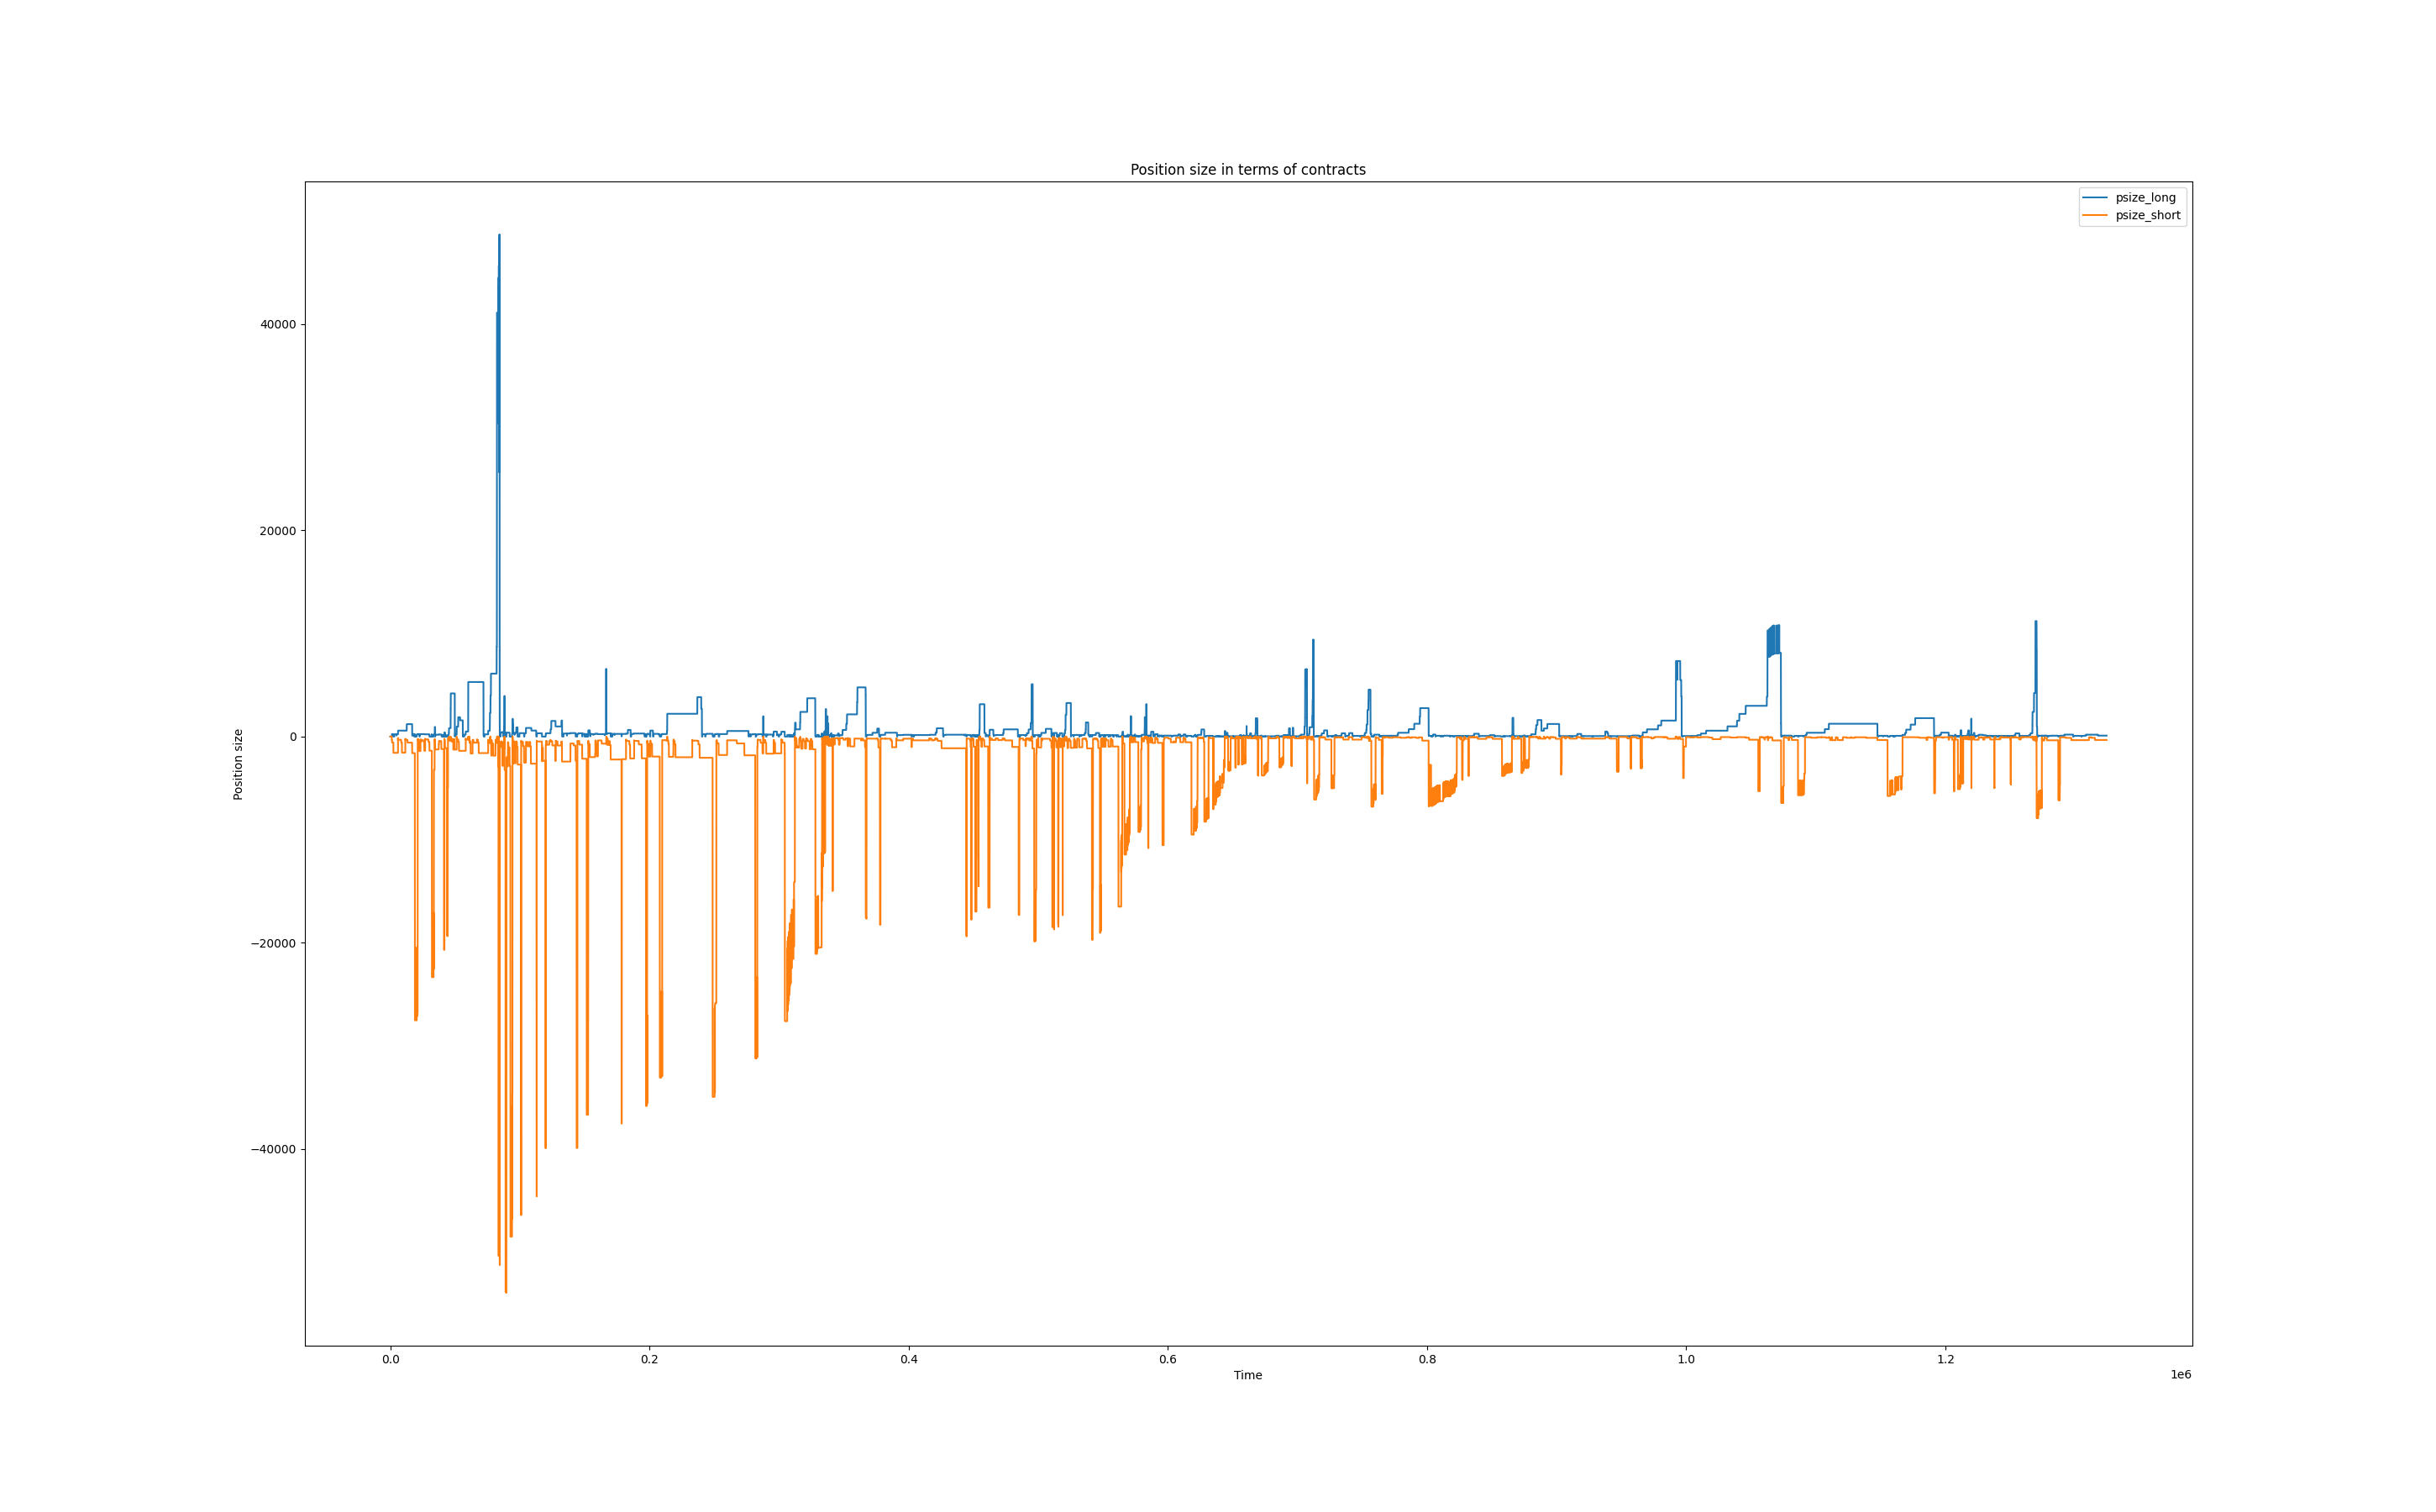 Position size in terms of contracts
psize_long
psize_short
40000
20000
0
−20000
−40000
Position size
0.0
0.2
0.4
0.6
0.8
1.0
1.2
1e6
Time